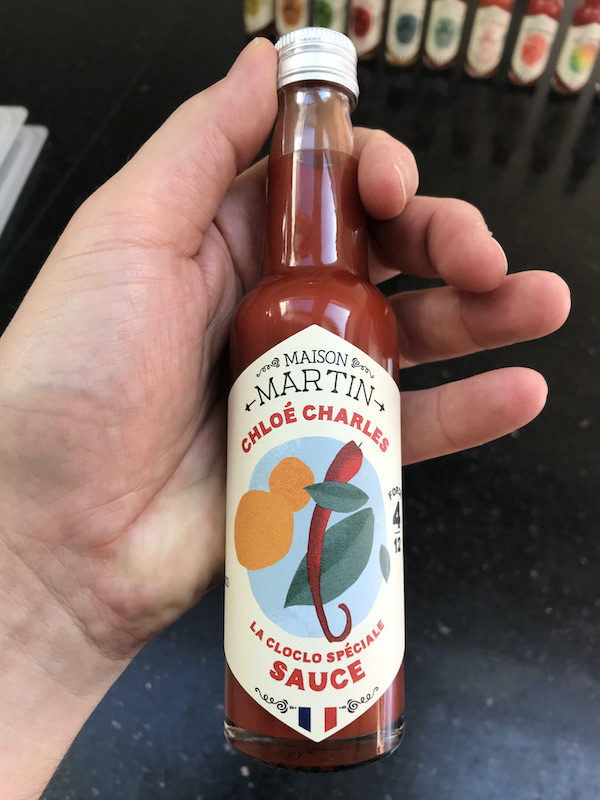 MAISON
MARTIN
CHLOÉ CHARLES
4
12
LA CLOCLO SPÉCIALE
SAUCE